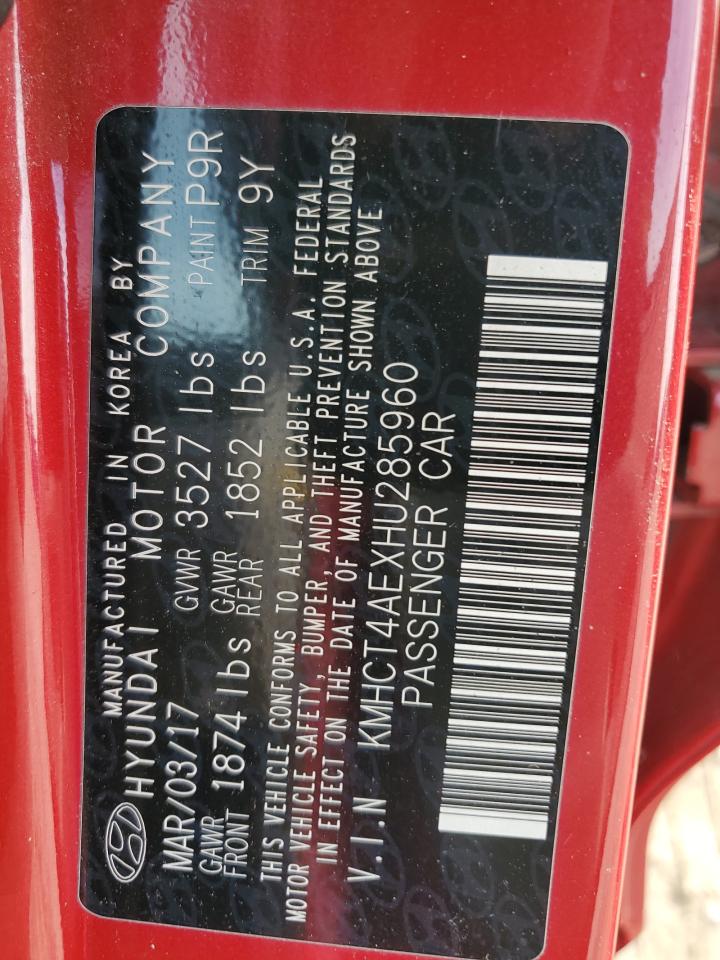 MANUFACTURED IN KOREA BY
HYUNDAI MOTOR COMPANY
MAR/03/17 GVWR 3527 lbs PAINT P9R
GAWR FRONT 1874 lbs GAWR REAR 1852 lbs TRIM 9Y
THIS VEHICLE CONFORMS TO ALL APPLICABLE U.S.A. FEDERAL
MOTOR VEHICLE SAFETY, BUMPER, AND THEFT PREVENTION STANDARDS
IN EFFECT ON THE DATE OF MANUFACTURE SHOWN ABOVE
V.I.N KMHCT4AEXHU285960
PASSENGER CAR